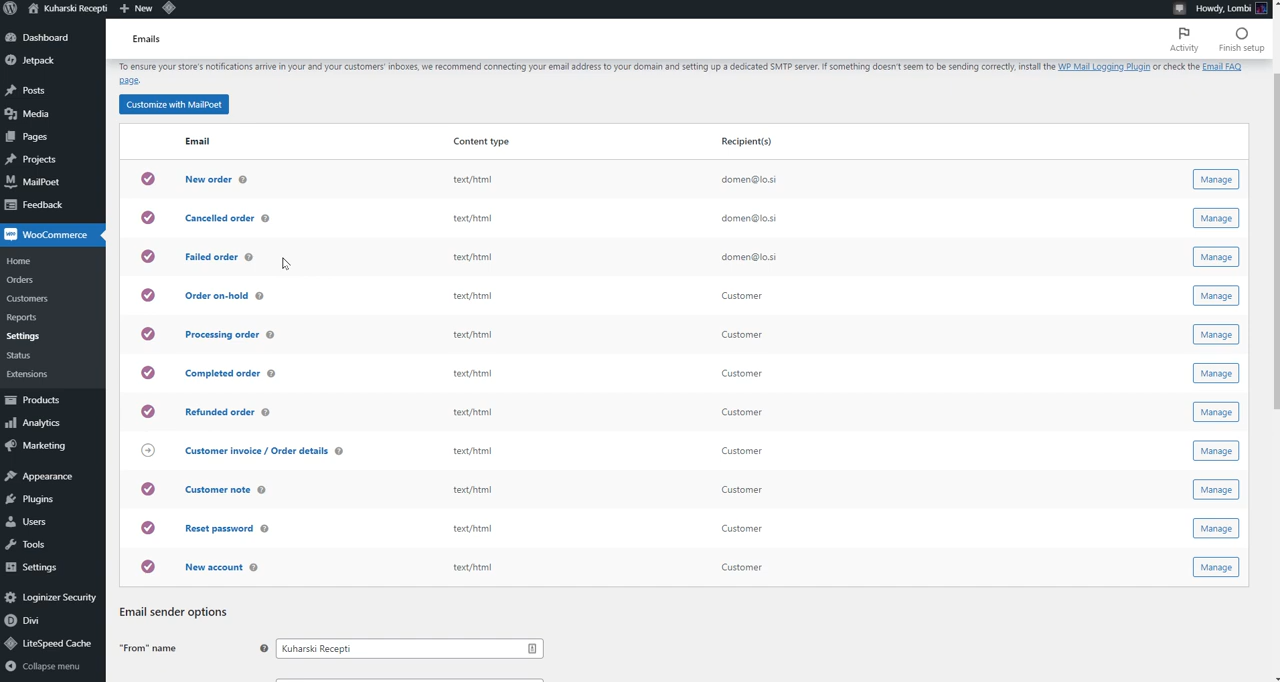 Kuharski Recepti
New
Howdy, Lombi
Dashboard
Jetpack
Posts
Media
Pages
Projects
MailPoet
Feedback
WooCommerce
Home
Orders
Customers
Reports
Settings
Status
Extensions
Products
Analytics
Marketing
Appearance
Plugins
Users
Tools
Settings
Loginizer Security
Divi
LiteSpeed Cache
Collapse menu
Emails
Activity
Finish setup
To ensure your store's notifications arrive in your and your customers' inboxes, we recommend connecting your email address to your domain and setting up a dedicated SMTP server. If something doesn't seem to be sending correctly, install the WP Mail Logging Plugin or check the Email FAQ
page.
Customize with MailPoet
Email Content type Recipient(s)
New order text/html domen@lo.si Manage
Cancelled order text/html domen@lo.si Manage
Failed order text/html domen@lo.si Manage
Order on-hold text/html Customer Manage
Processing order text/html Customer Manage
Completed order text/html Customer Manage
Refunded order text/html Customer Manage
Customer invoice / Order details text/html Customer Manage
Customer note text/html Customer Manage
Reset password text/html Customer Manage
New account text/html Customer Manage
Email sender options
"From" name Kuharski Recepti